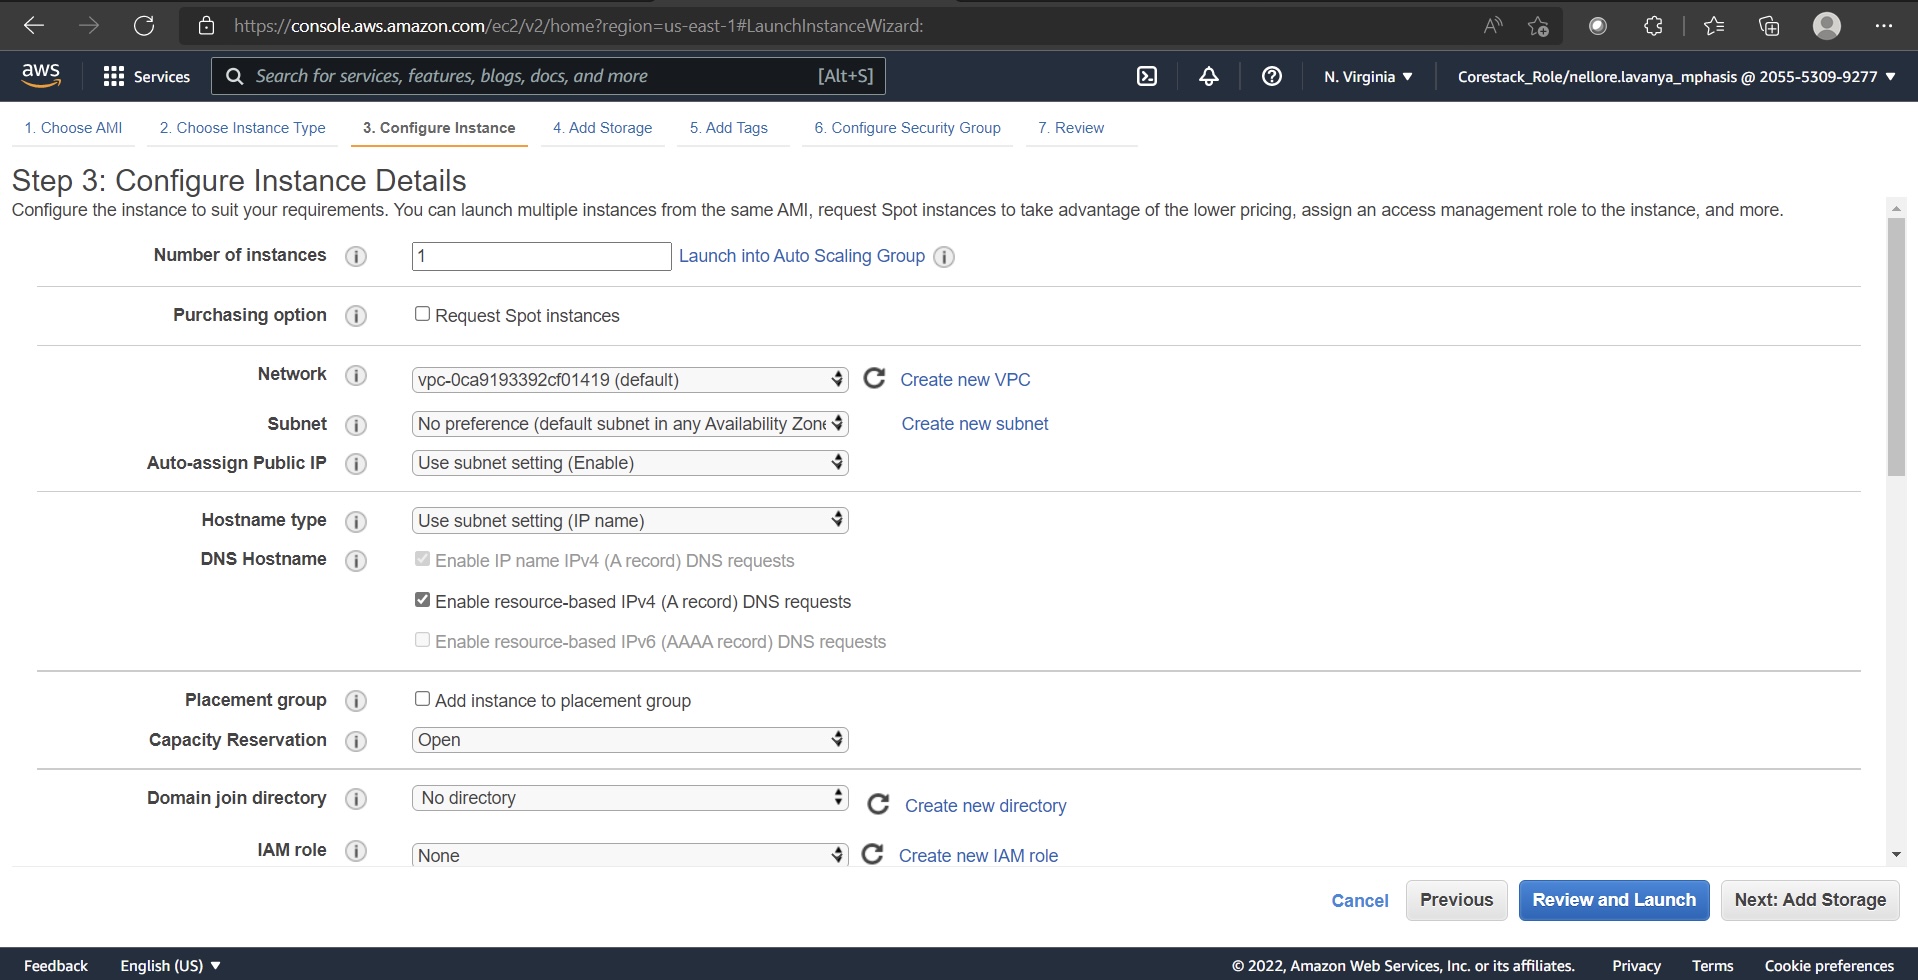 https://console.aws.amazon.com/ec2/v2/home?region=us-east-1#LaunchInstanceWizard:
aws Services Search for services, features, blogs, docs, and more [Alt+S] N. Virginia Corestack_Role/nellore.lavanya_mphasis @ 2055-5309-9277
1. Choose AMI 2. Choose Instance Type 3. Configure Instance 4. Add Storage 5. Add Tags 6. Configure Security Group 7. Review
Step 3: Configure Instance Details
Configure the instance to suit your requirements. You can launch multiple instances from the same AMI, request Spot instances to take advantage of the lower pricing, assign an access management role to the instance, and more.
Number of instances 1 Launch into Auto Scaling Group
Purchasing option Request Spot instances
Network vpc-0ca9193392cf01419 (default) Create new VPC
Subnet No preference (default subnet in any Availability Zone Create new subnet
Auto-assign Public IP Use subnet setting (Enable)
Hostname type Use subnet setting (IP name)
DNS Hostname Enable IP name IPv4 (A record) DNS requests
Enable resource-based IPv4 (A record) DNS requests
Enable resource-based IPv6 (AAAA record) DNS requests
Placement group Add instance to placement group
Capacity Reservation Open
Domain join directory No directory Create new directory
IAM role None Create new IAM role
Cancel Previous Review and Launch Next: Add Storage
Feedback English (US) © 2022, Amazon Web Services, Inc. or its affiliates. Privacy Terms Cookie preferences